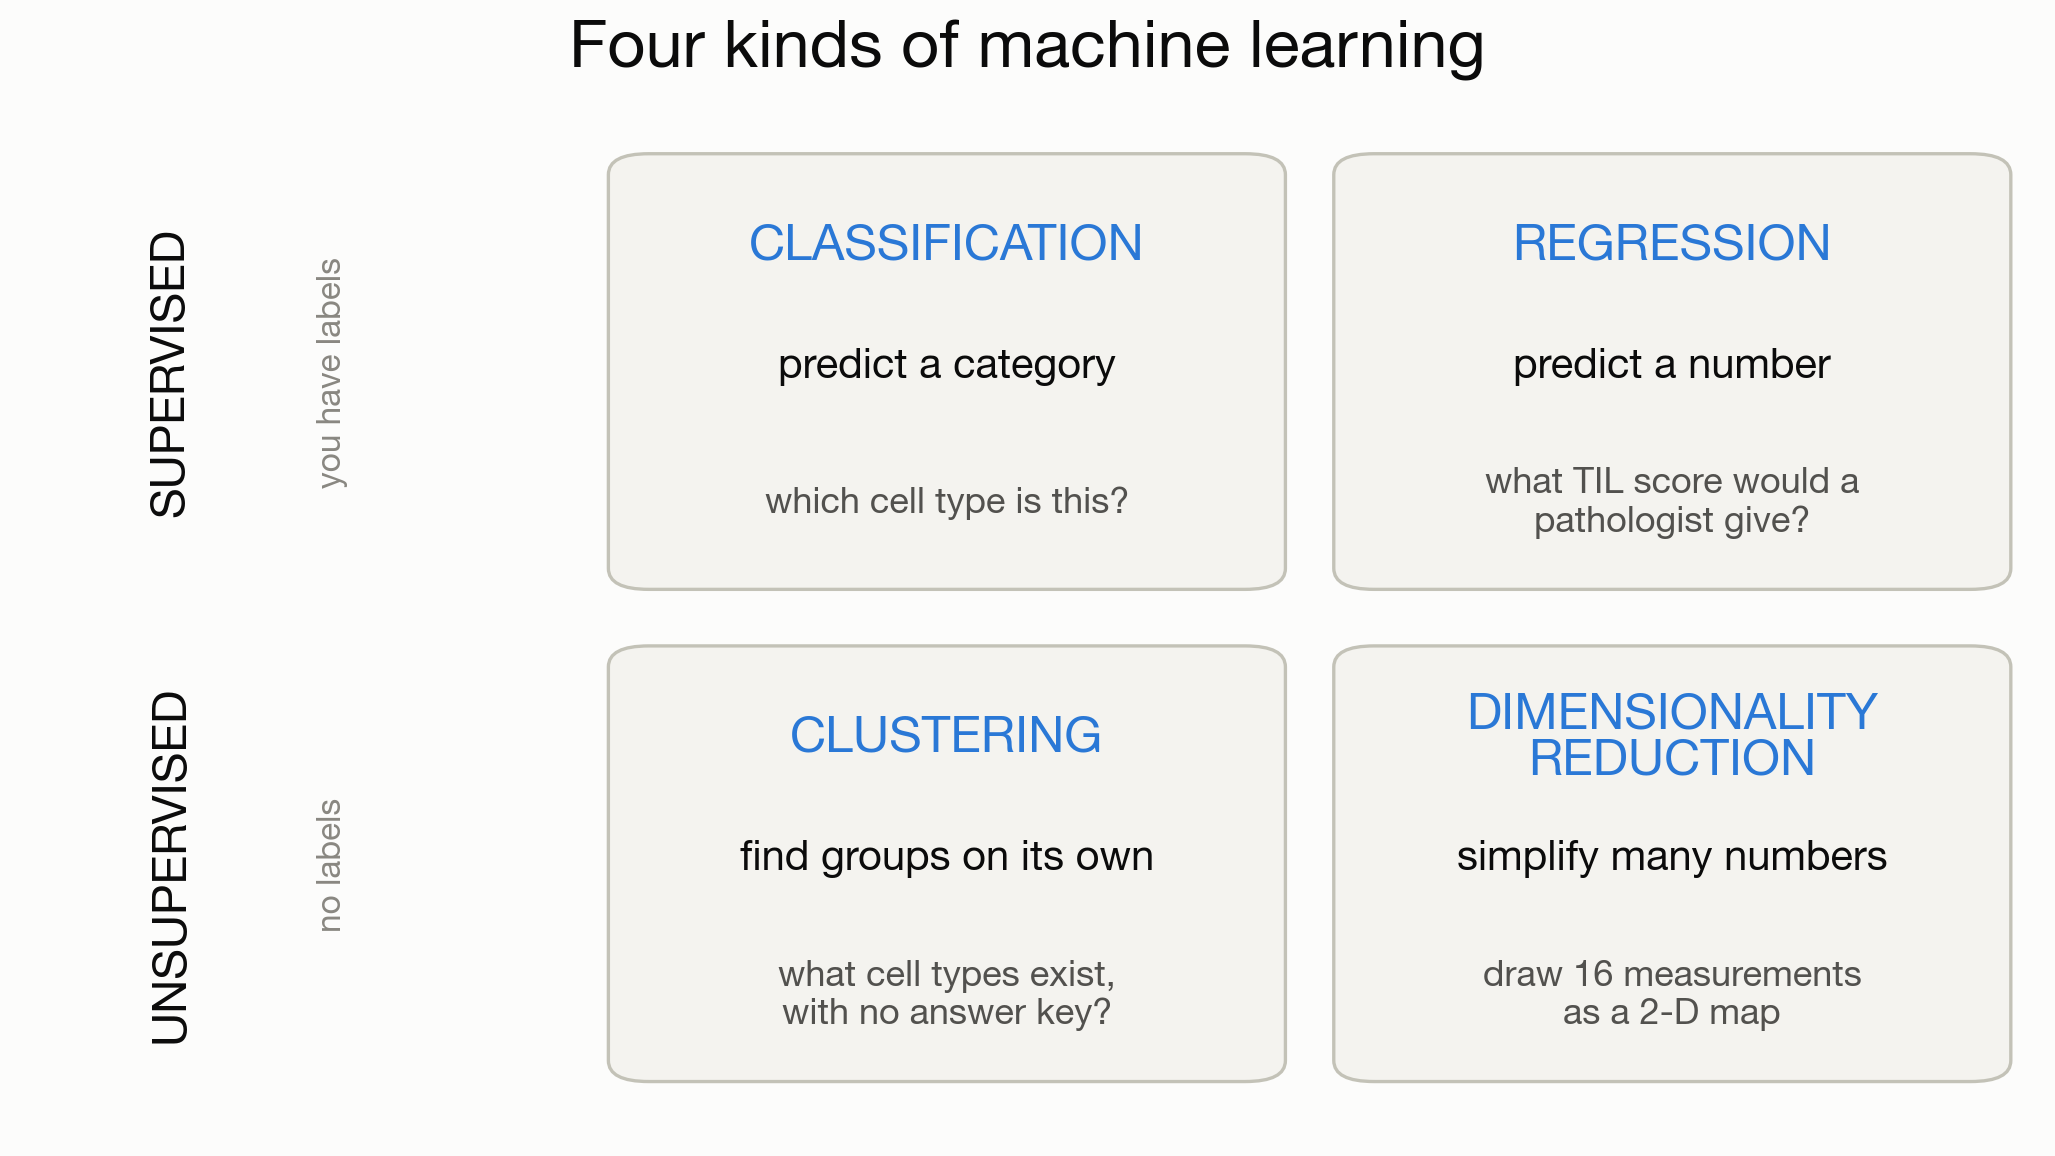 Four kinds of machine learning
SUPERVISED
you have labels
CLASSIFICATION
predict a category
which cell type is this?
REGRESSION
predict a number
what TIL score would a
pathologist give?
UNSUPERVISED
no labels
CLUSTERING
find groups on its own
what cell types exist,
with no answer key?
DIMENSIONALITY
REDUCTION
simplify many numbers
draw 16 measurements
as a 2-D map